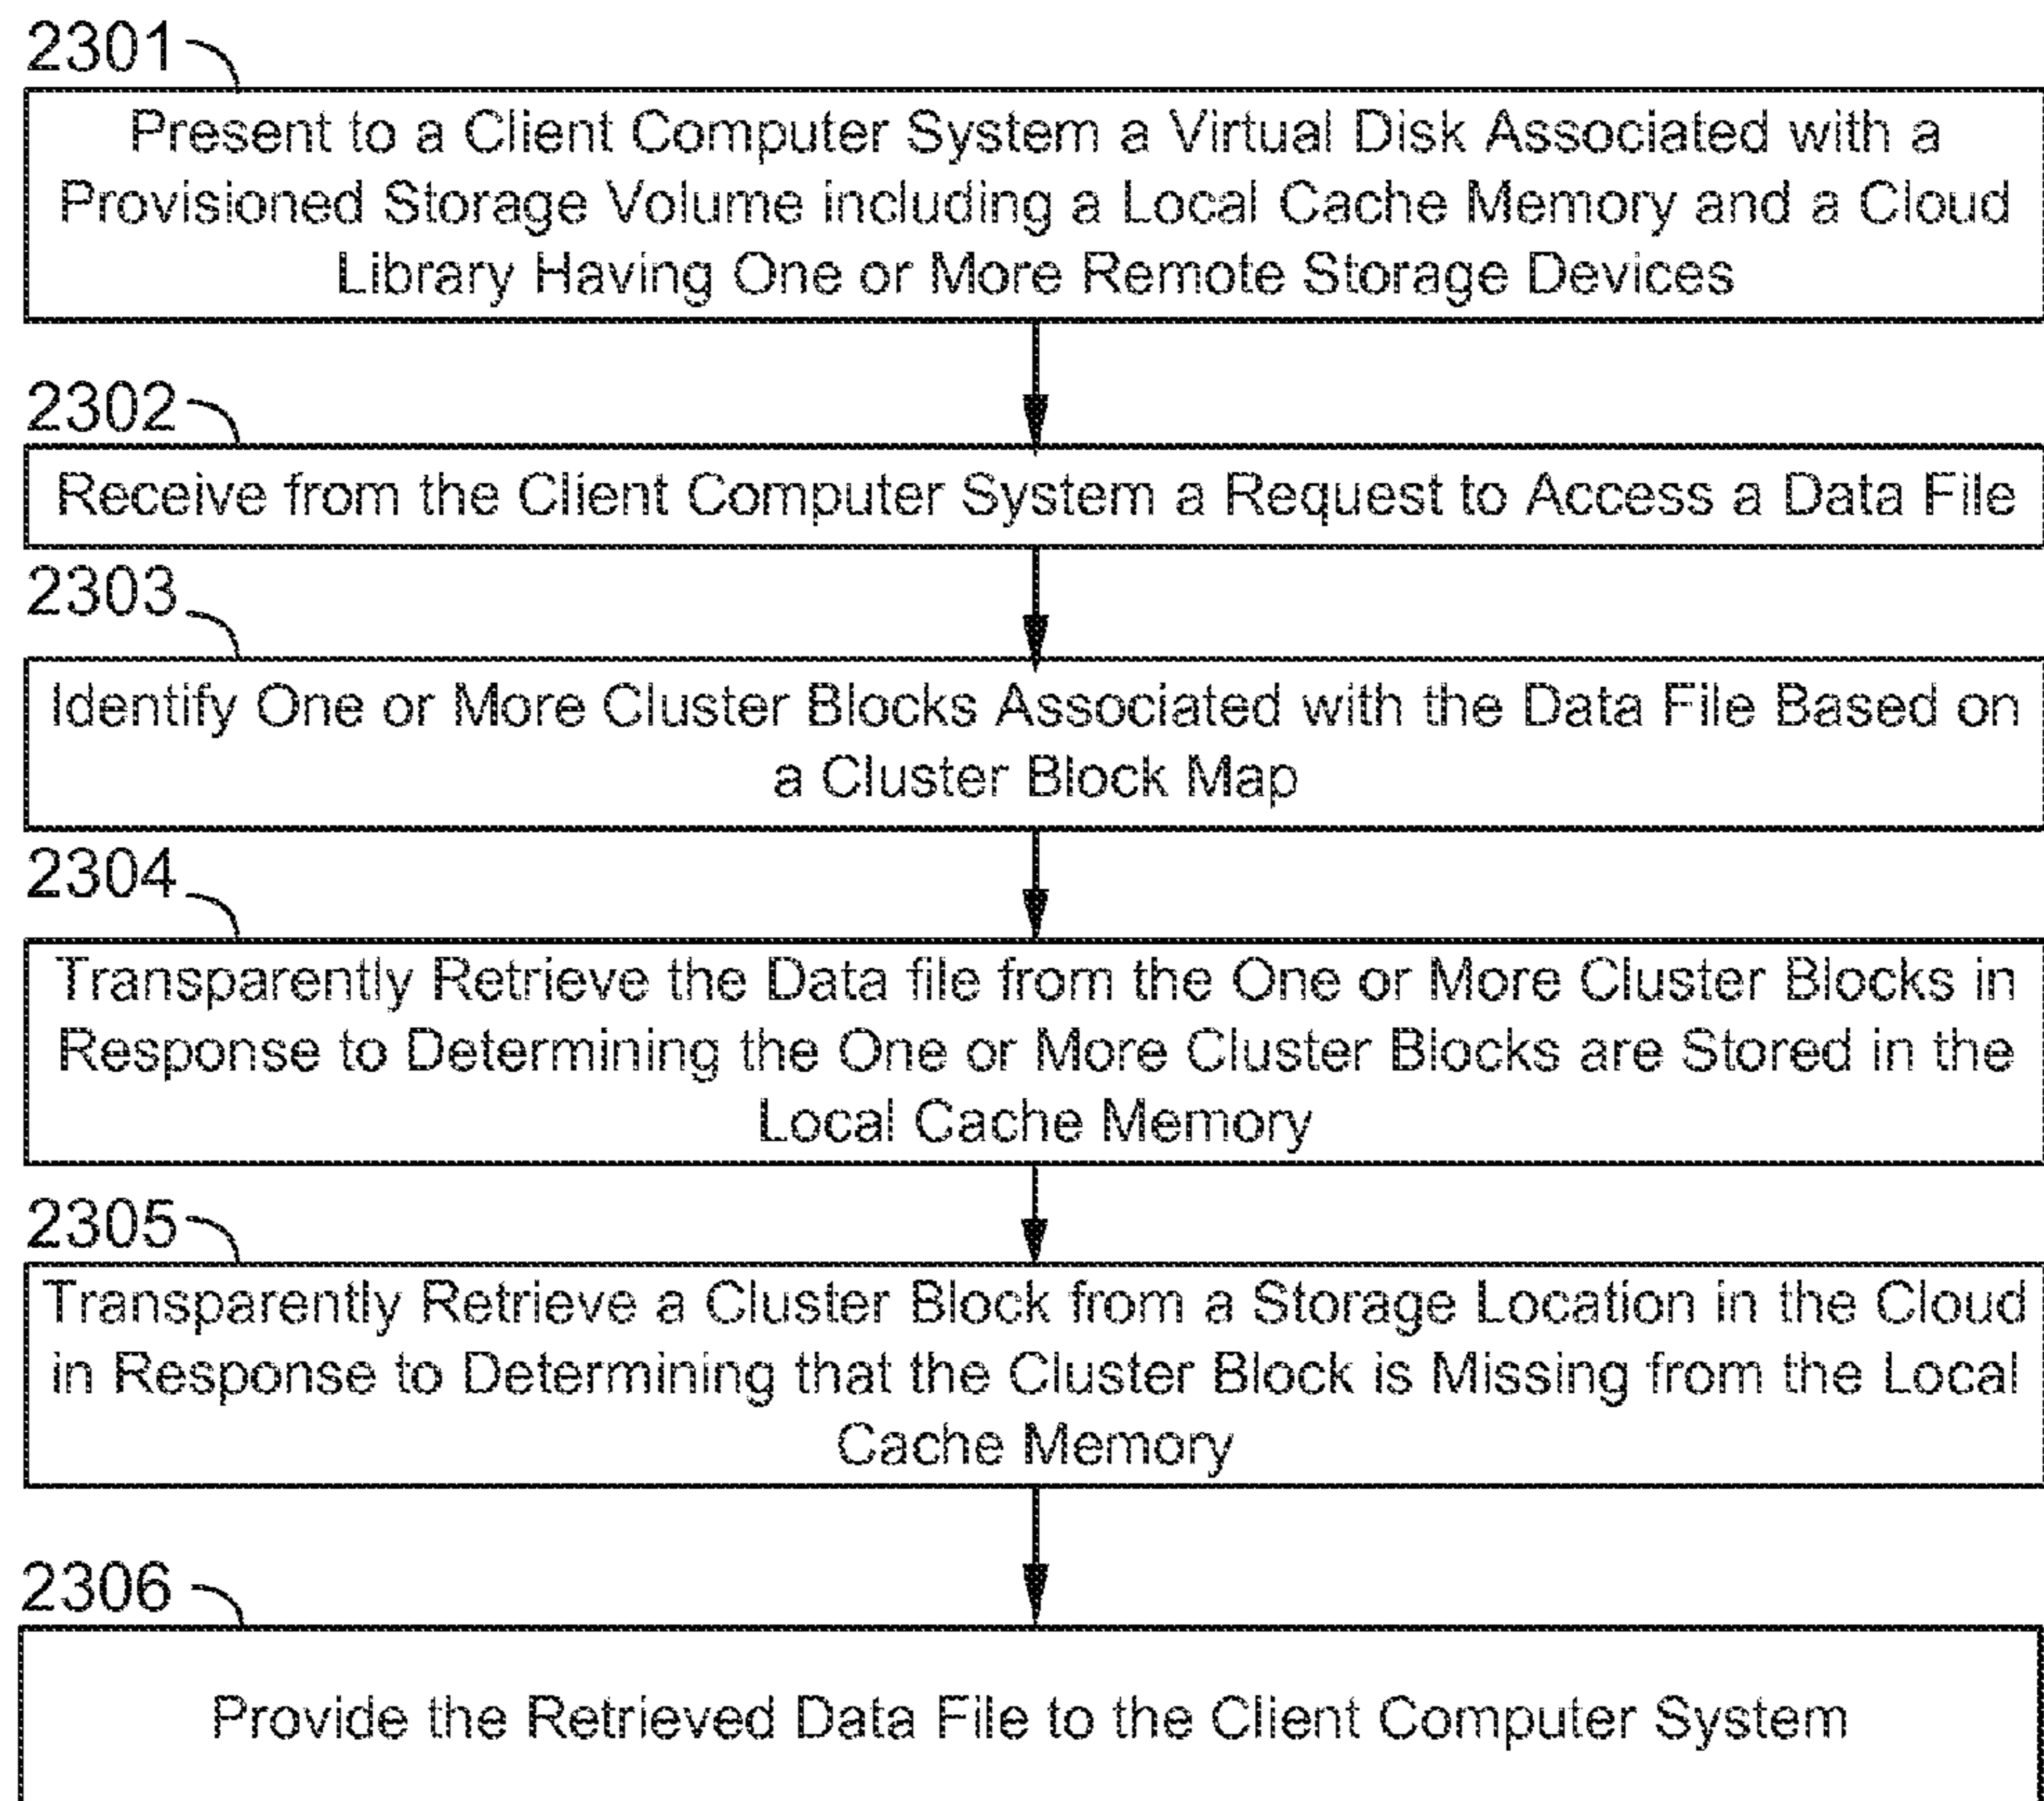 2301
Present to a Client Computer System a Virtual Disk Associated with a
Provisioned Storage Volume including a Local Cache Memory and a Cloud
Library Having One or More Remote Storage Devices
2302
Receive from the Client Computer System a Request to Access a Data File
2303
Identify One or More Cluster Blocks Associated with the Data File Based on
a Cluster Block Map
2304
Transparently Retrieve the Data file from the One or More Cluster Blocks in
Response to Determining the One or More Cluster Blocks are Stored in the
Local Cache Memory
2305
Transparently Retrieve a Cluster Block from a Storage Location in the Cloud
in Response to Determining that the Cluster Block is Missing from the Local
Cache Memory
2306
Provide the Retrieved Data File to the Client Computer System